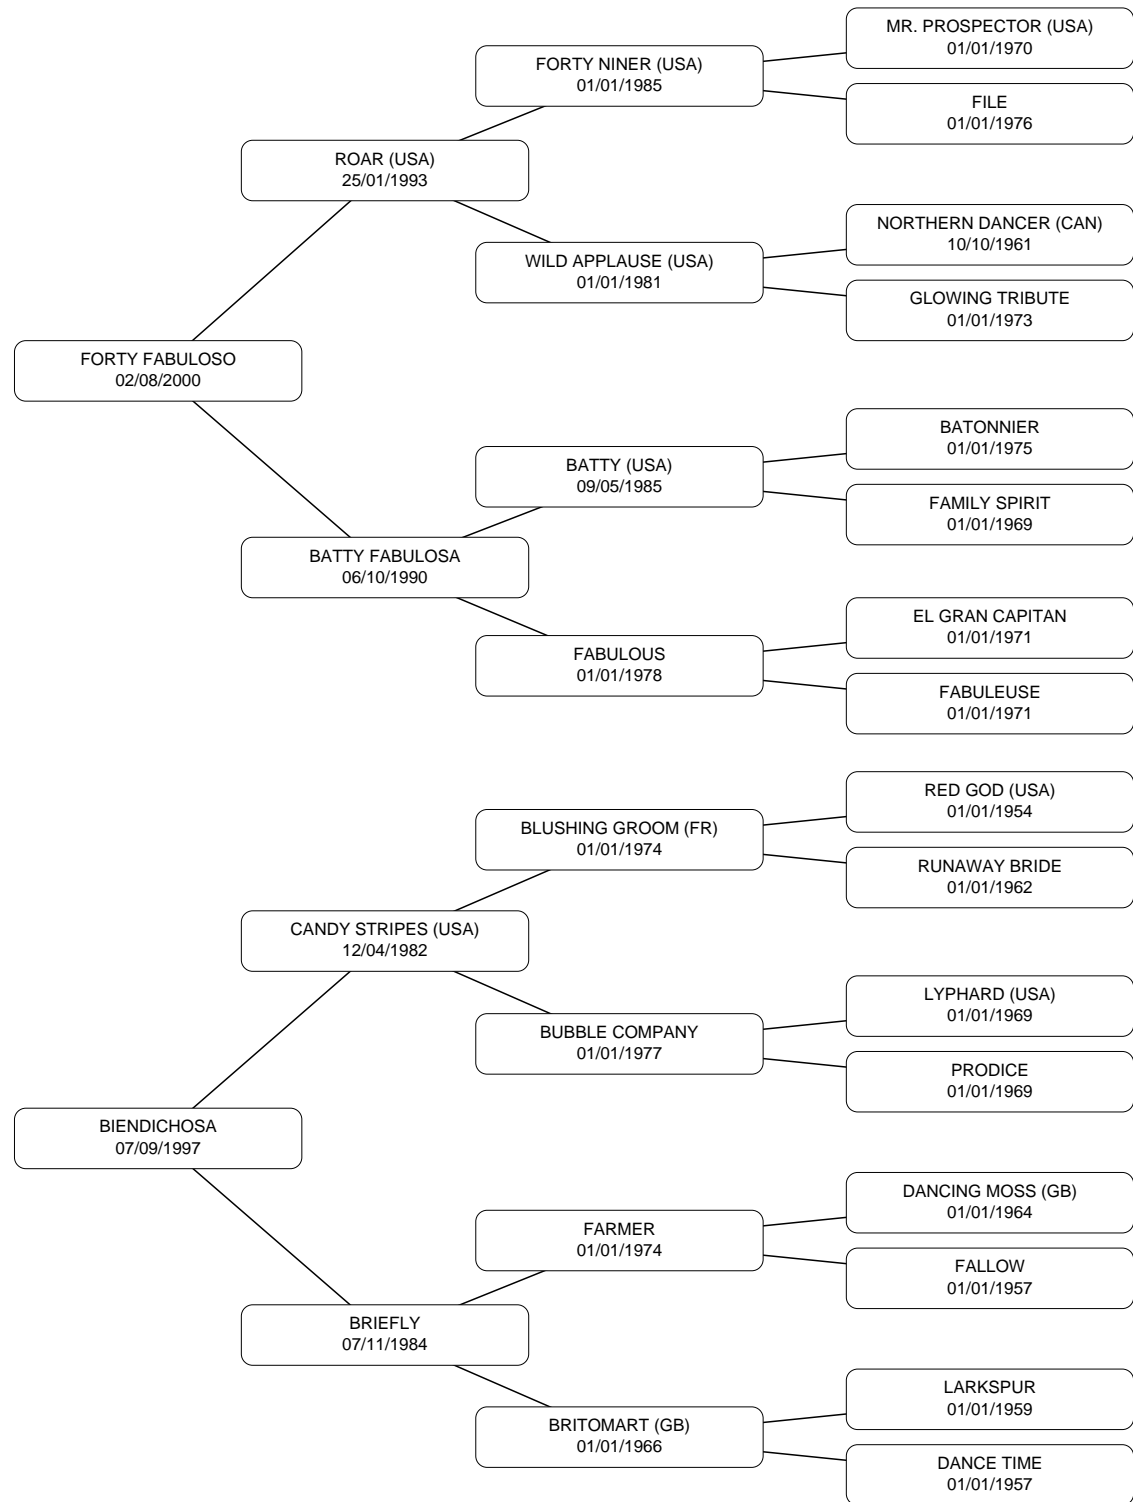 MR. PROSPECTOR (USA)
01/01/1970
FORTY NINER (USA)
01/01/1985
FILE
01/01/1976
ROAR (USA)
25/01/1993
NORTHERN DANCER (CAN)
10/10/1961
WILD APPLAUSE (USA)
01/01/1981
GLOWING TRIBUTE
01/01/1973
FORTY FABULOSO
02/08/2000
BATONNIER
01/01/1975
BATTY (USA)
09/05/1985
FAMILY SPIRIT
01/01/1969
BATTY FABULOSA
06/10/1990
EL GRAN CAPITAN
01/01/1971
FABULOUS
01/01/1978
FABULEUSE
01/01/1971
RED GOD (USA)
01/01/1954
BLUSHING GROOM (FR)
01/01/1974
RUNAWAY BRIDE
01/01/1962
CANDY STRIPES (USA)
12/04/1982
LYPHARD (USA)
01/01/1969
BUBBLE COMPANY
01/01/1977
PRODICE
01/01/1969
BIENDICHOSA
07/09/1997
DANCING MOSS (GB)
01/01/1964
FARMER
01/01/1974
FALLOW
01/01/1957
BRIEFLY
07/11/1984
LARKSPUR
01/01/1959
BRITOMART (GB)
01/01/1966
DANCE TIME
01/01/1957